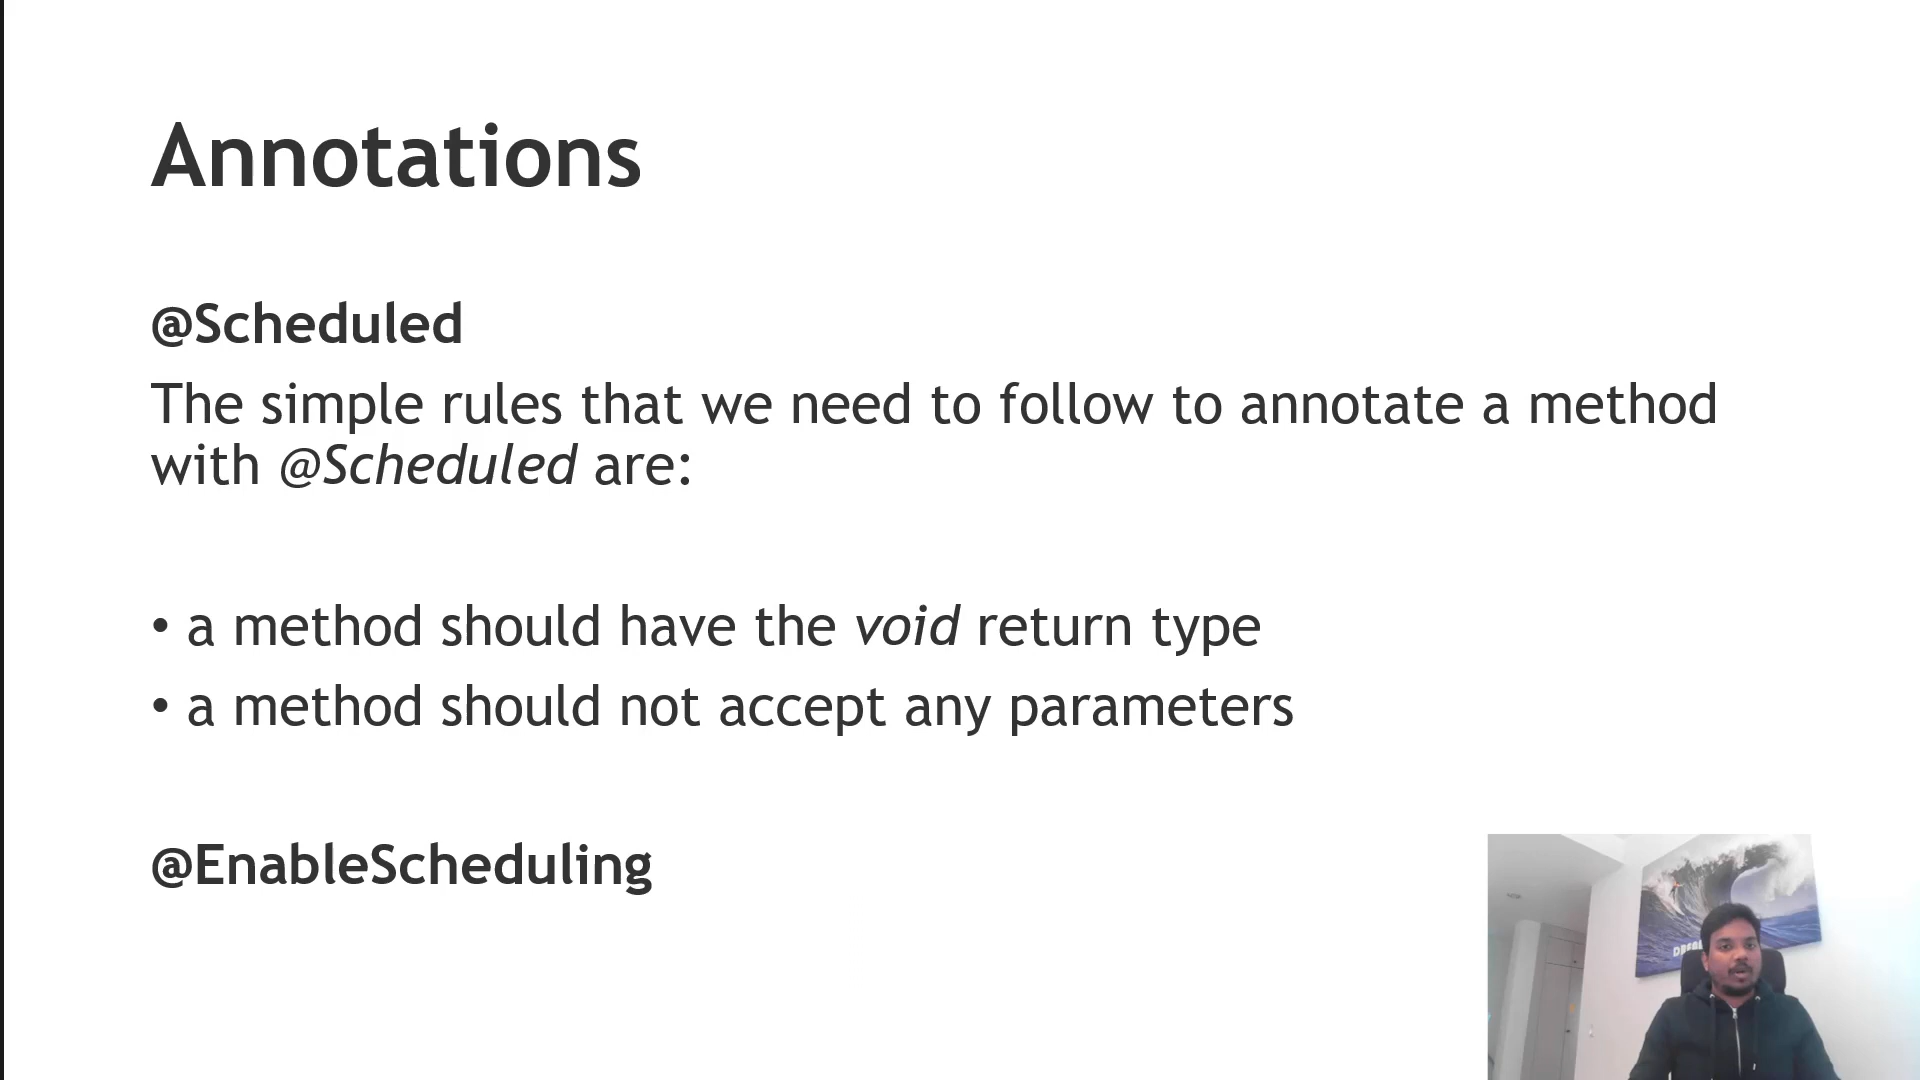 Annotations
@Scheduled
The simple rules that we need to follow to annotate a method
with @Scheduled are:
• a method should have the void return type
• a method should not accept any parameters
@EnableScheduling